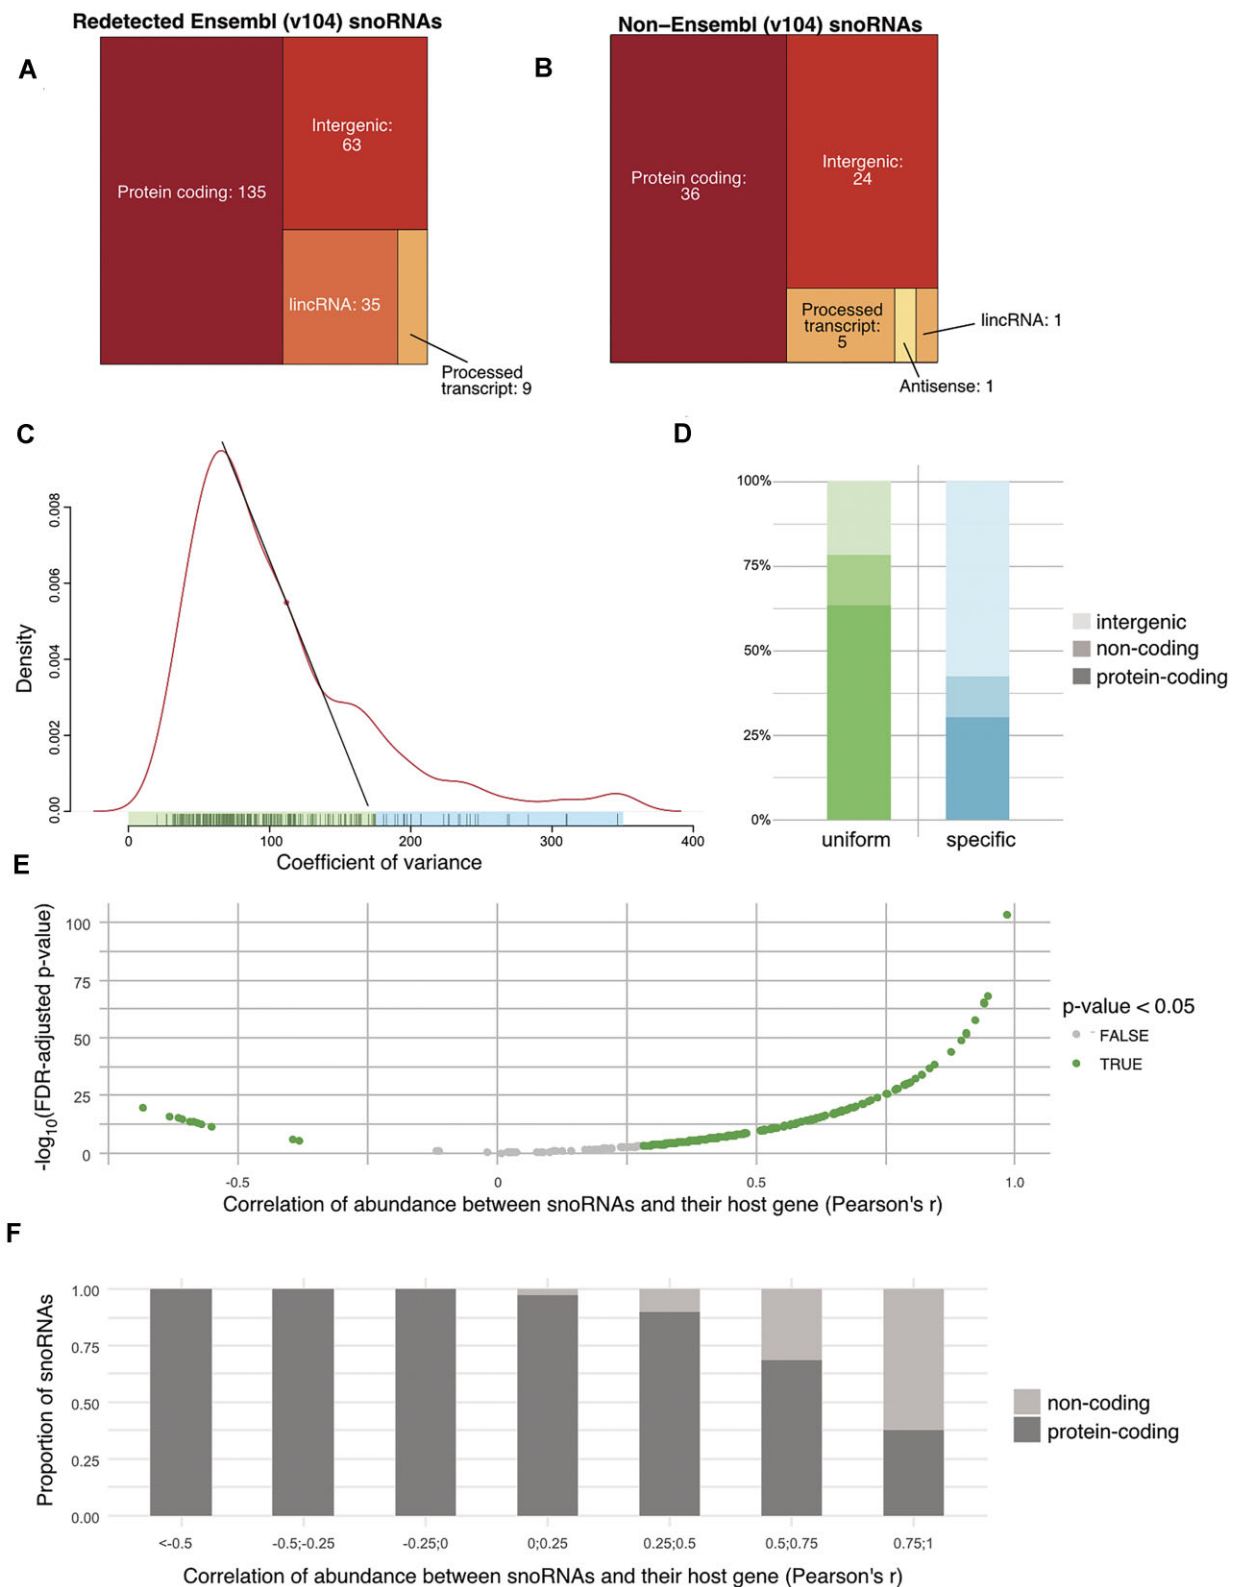 Redetected Ensembl (v104) snoRNAs
Non–Ensembl (v104) snoRNAs
A
B
Protein coding: 135
Intergenic:
63
lincRNA: 35
Processed
transcript: 9
Protein coding:
36
Intergenic:
24
Processed
transcript:
5
lincRNA: 1
Antisense: 1
C
Density
0.008
0.006
0.004
0.002
0.00
0
100
200
300
400
Coefficient of variance
D
100%
75%
50%
25%
0%
uniform
specific
intergenic
non-coding
protein-coding
E
-log10(FDR-adjusted p-value)
100
75
50
25
0
-0.5
0
0.5
1.0
Correlation of abundance between snoRNAs and their host gene (Pearson's r)
p-value < 0.05
FALSE
TRUE
F
Proportion of snoRNAs
1.00
0.75
0.50
0.25
0.00
<-0.5
-0.5;-0.25
-0.25;0
0;0.25
0.25;0.5
0.5;0.75
0.75;1
Correlation of abundance between snoRNAs and their host gene (Pearson's r)
non-coding
protein-coding